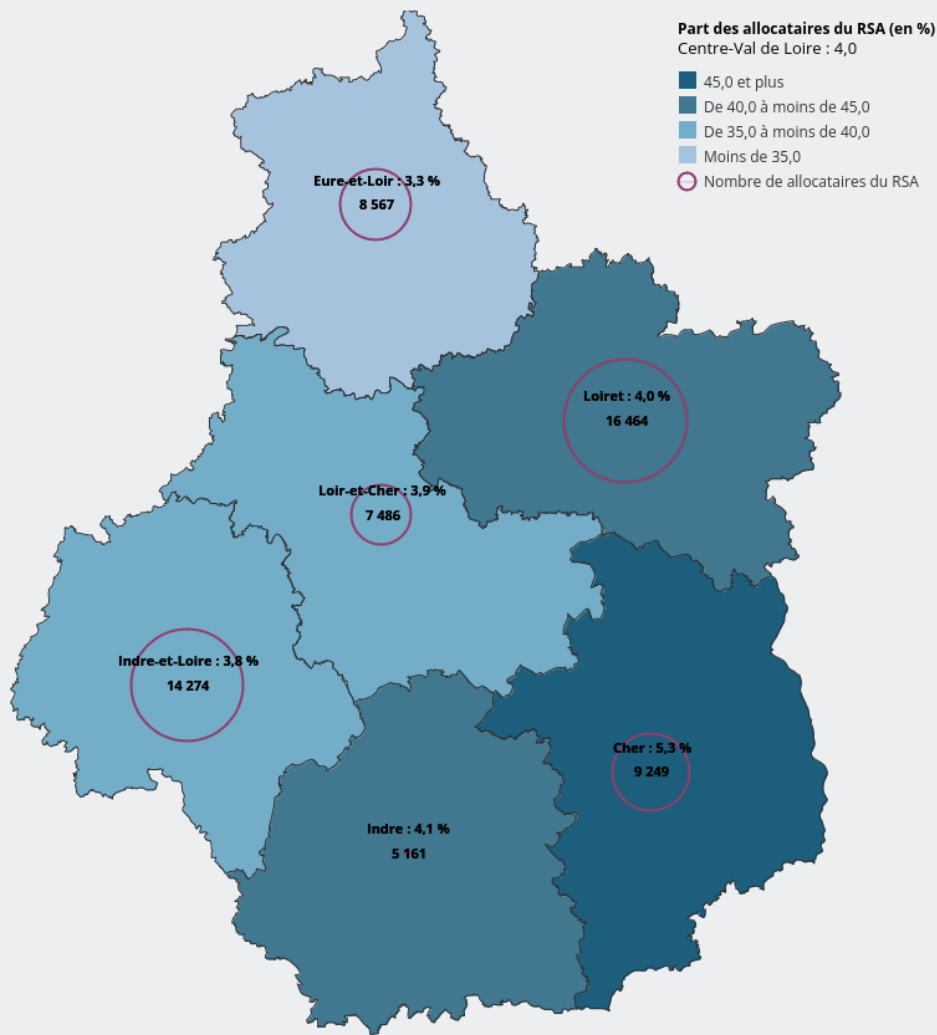 Part des allocataires du RSA (en %)
Centre-Val de Loire : 4,0
45,0 et plus
De 40,0 à moins de 45,0
De 35,0 à moins de 40,0
Moins de 35,0
Nombre de allocataires du RSA
Eure-et-Loir : 3,3 %
8 567
Loiret : 4,0 %
16 464
Loir-et-Cher : 3,9 %
7 486
Indre-et-Loire : 3,8 %
14 274
Cher : 5,3 %
9 249
Indre : 4,1 %
5 161